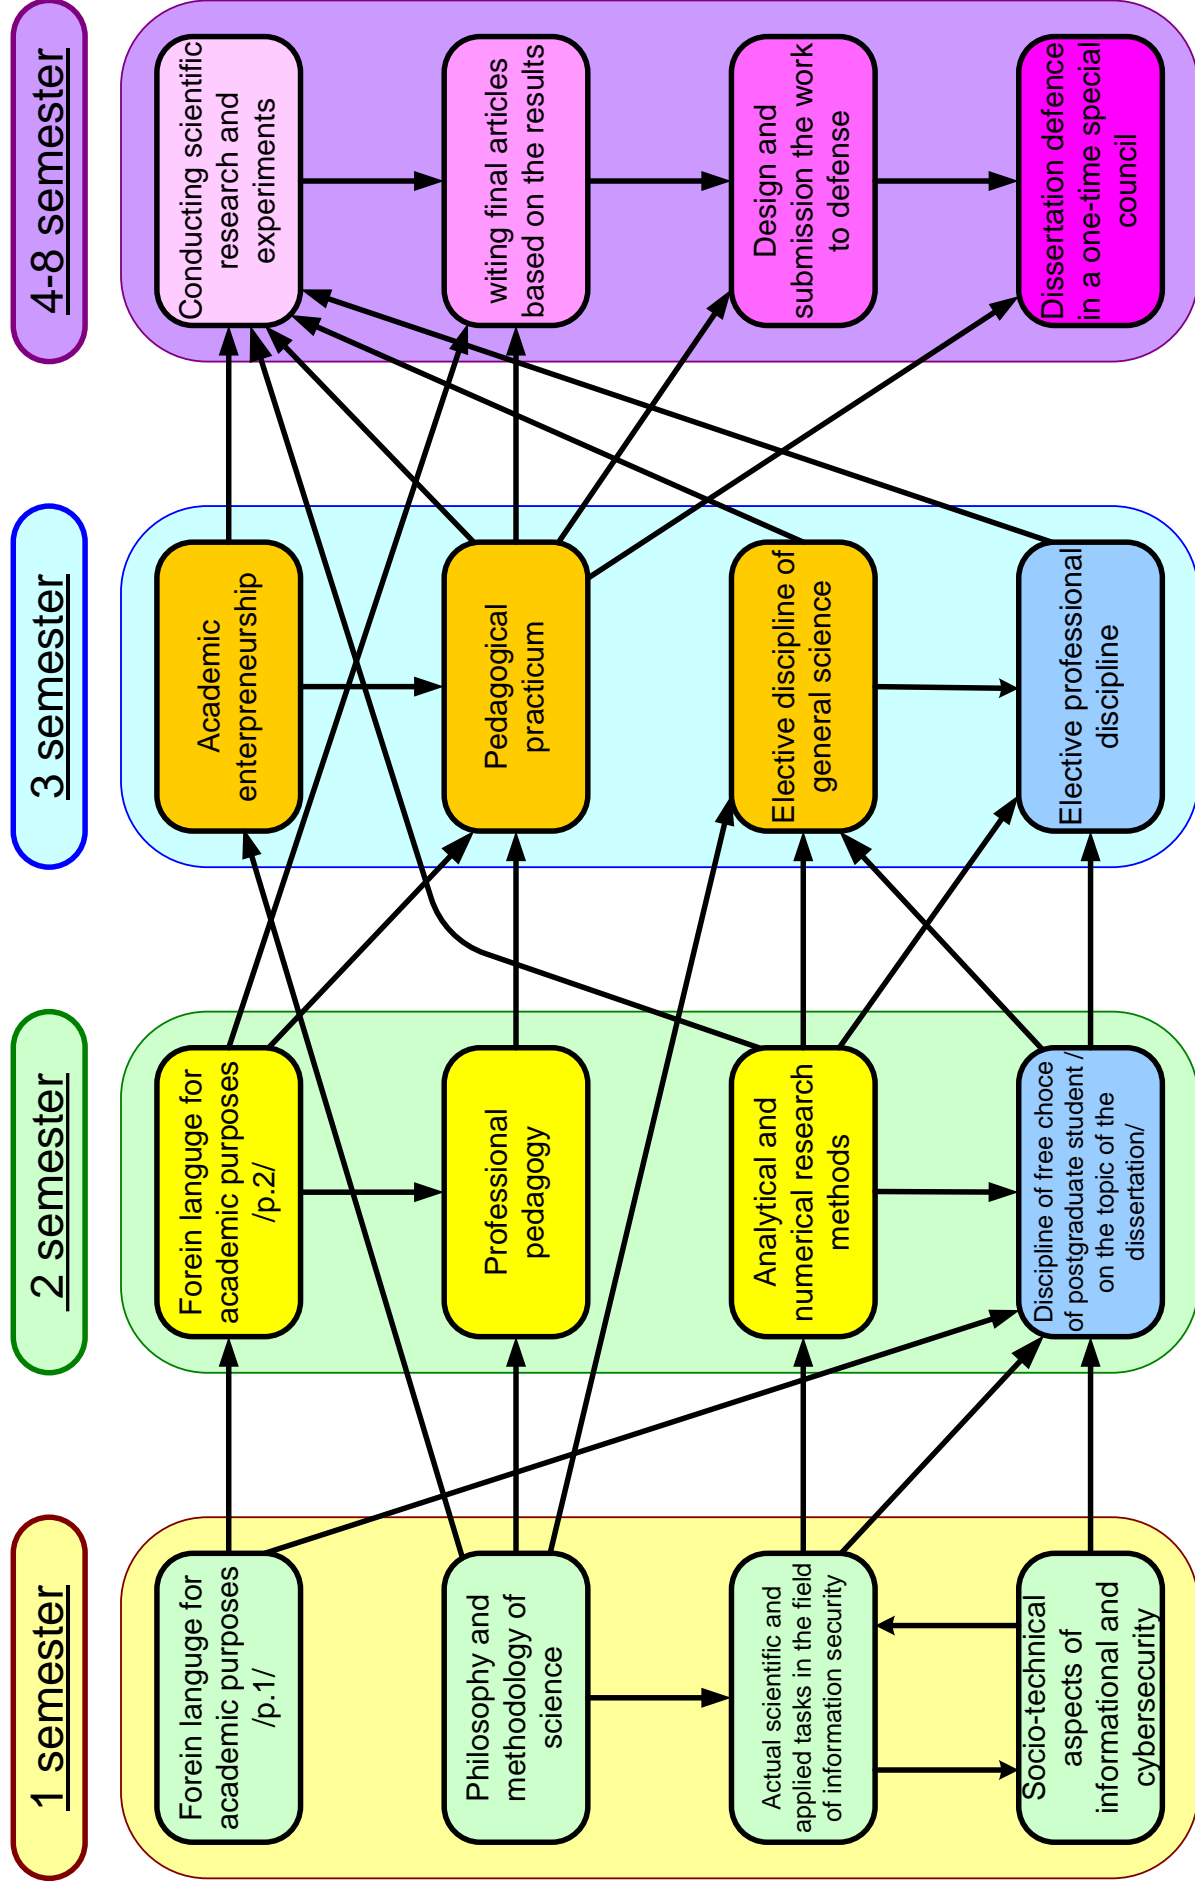 1 semester
2 semester
3 semester
4-8 semester
Forein languge for
academic purposes
/p.1/
Philosophy and
methodology of
science
Actual scientific and
applied tasks in the field
of information security
Socio-technical
aspects of
informational and
cybersecurity
Forein languge for
academic purposes
/p.2/
Professional
pedagogy
Analytical and
numerical research
methods
Discipline of free choce
of postgraduate student /
on the topic of the
dissertation/
Academic
enterpreneurship
Pedagogical
practicum
Elective discipline of
general science
Elective professional
discipline
Conducting scientific
research and
experiments
witing final articles
based on the results
Design and
submission the work
to defense
Dissertation defence
in a one-time special
council